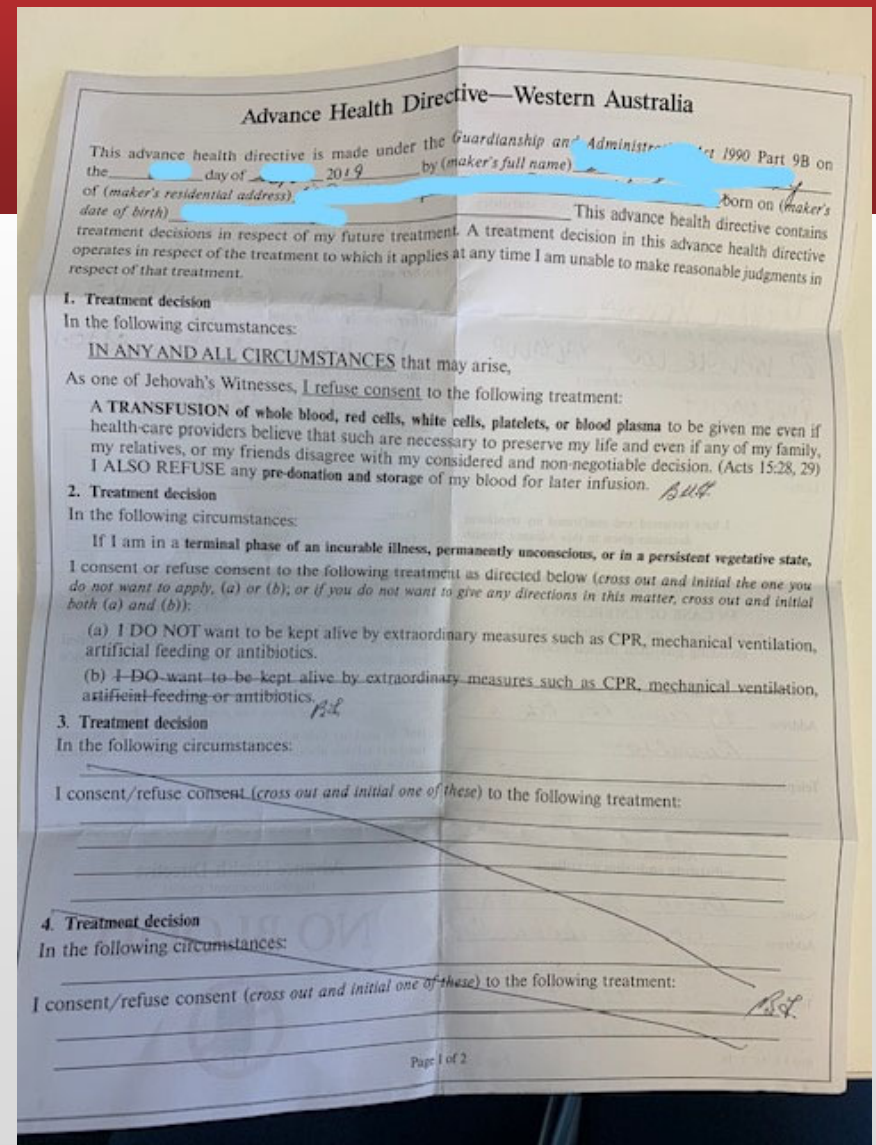 Advance Health Directive—Western Australia
This advance health directive is made under the Guardianship and Act 1990 Part 9B on
the day of 2019 by (maker's full name)
of (maker's residential address) born on (maker's
date of birth) This advance health directive contains
treatment decisions in respect of my future treatment. A treatment decision in this advance health directive
operates in respect of the treatment to which it applies at any time I am unable to make reasonable judgments in
respect of that treatment.
1. Treatment decision
In the following circumstances:
IN ANY AND ALL CIRCUMSTANCES that may arise,
As one of Jehovah's Witnesses, I refuse consent to the following treatment:
A TRANSFUSION of whole blood, red cells, white cells, platelets, or blood plasma to be given me even if
health-care providers believe that such are necessary to preserve my life and even if any of my family,
my relatives, or my friends disagree with my considered and non-negotiable decision. (Acts 15:28, 29)
I ALSO REFUSE any pre-donation and storage of my blood for later infusion.
2. Treatment decision
In the following circumstances:
If I am in a terminal phase of an incurable illness, permanently unconscious, or in a persistent vegetative state,
I consent or refuse consent to the following treatment as directed below (cross out and initial the one you
do not want to apply, (a) or (b); or if you do not want to give any directions in this matter, cross out and initial
both (a) and (b)):
(a) I DO NOT want to be kept alive by extraordinary measures such as CPR, mechanical ventilation,
artificial feeding or antibiotics.
(b) I DO want to be kept alive by extraordinary measures such as CPR, mechanical ventilation,
artificial feeding or antibiotics.
3. Treatment decision
In the following circumstances:
I consent/refuse consent (cross out and initial one of these) to the following treatment:
4. Treatment decision
In the following circumstances:
I consent/refuse consent (cross out and initial one of these) to the following treatment:
Page 1 of 2